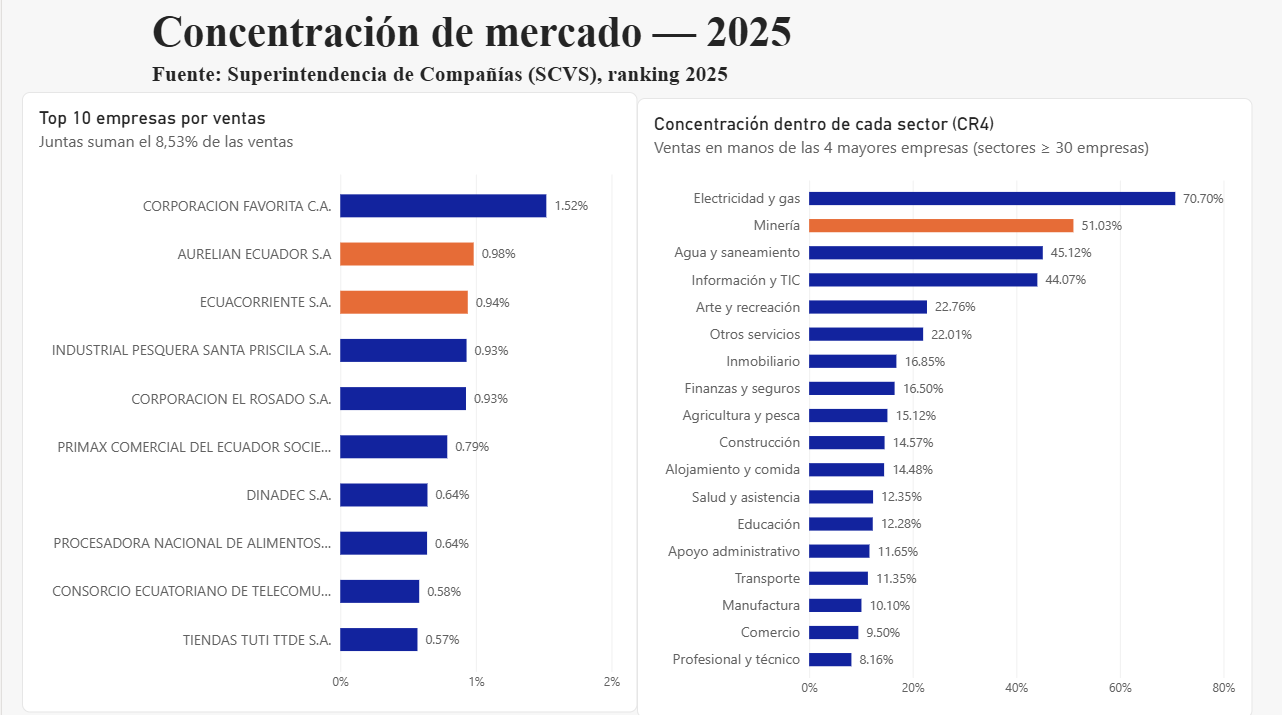 Concentración de mercado — 2025
Fuente: Superintendencia de Compañías (SCVS), ranking 2025
Top 10 empresas por ventas
Juntas suman el 8,53% de las ventas
CORPORACION FAVORITA C.A. 1.52%
AURELIAN ECUADOR S.A 0.98%
ECUACORRIENTE S.A. 0.94%
INDUSTRIAL PESQUERA SANTA PRISCILA S.A. 0.93%
CORPORACION EL ROSADO S.A. 0.93%
PRIMAX COMERCIAL DEL ECUADOR SOCIE... 0.79%
DINADEC S.A. 0.64%
PROCESADORA NACIONAL DE ALIMENTOS... 0.64%
CONSORCIO ECUATORIANO DE TELECOMU... 0.58%
TIENDAS TUTI TTDE S.A. 0.57%
0% 1% 2%
Concentración dentro de cada sector (CR4)
Ventas en manos de las 4 mayores empresas (sectores ≥ 30 empresas)
Electricidad y gas 70.70%
Minería 51.03%
Agua y saneamiento 45.12%
Información y TIC 44.07%
Arte y recreación 22.76%
Otros servicios 22.01%
Inmobiliario 16.85%
Finanzas y seguros 16.50%
Agricultura y pesca 15.12%
Construcción 14.57%
Alojamiento y comida 14.48%
Salud y asistencia 12.35%
Educación 12.28%
Apoyo administrativo 11.65%
Transporte 11.35%
Manufactura 10.10%
Comercio 9.50%
Profesional y técnico 8.16%
0% 20% 40% 60% 80%